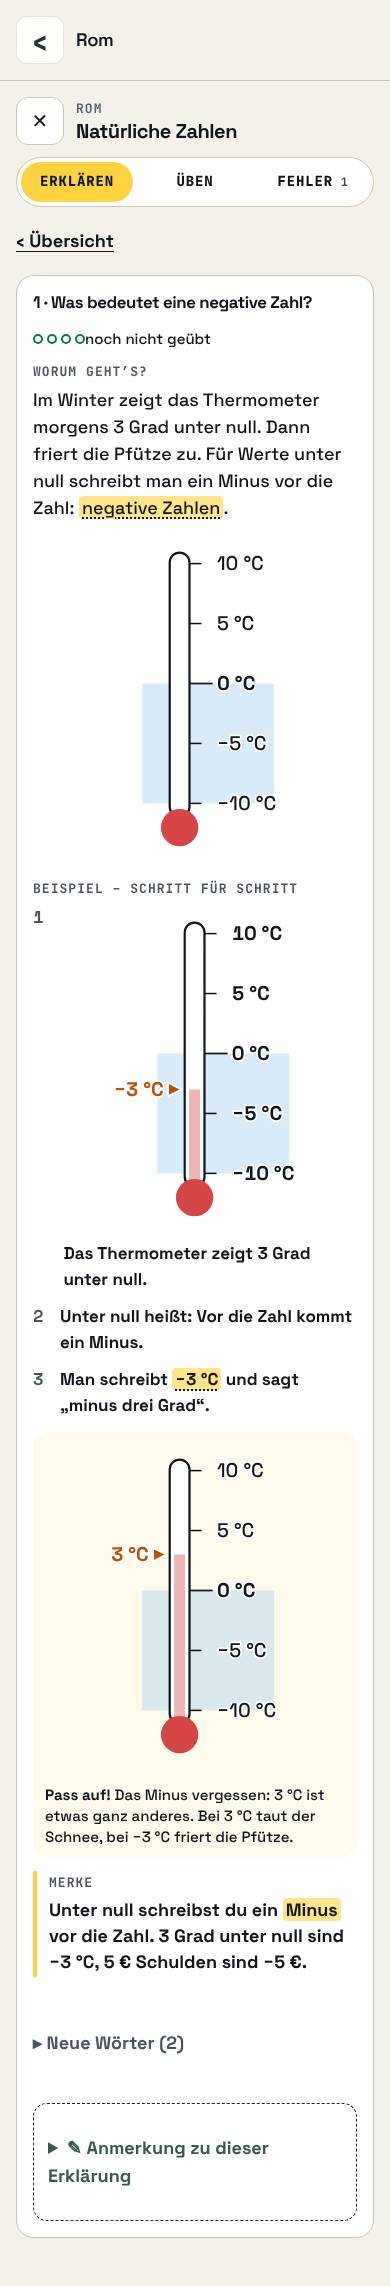 < Rom
✕ ROM
Natürliche Zahlen
ERKLÄREN ÜBEN FEHLER 1
< Übersicht
1 · Was bedeutet eine negative Zahl?
noch nicht geübt
WORUM GEHT'S?
Im Winter zeigt das Thermometer
morgens 3 Grad unter null. Dann
friert die Pfütze zu. Für Werte unter
null schreibt man ein Minus vor die
Zahl: negative Zahlen.
10 °C
5 °C
0 °C
−5 °C
−10 °C
BEISPIEL – SCHRITT FÜR SCHRITT
1
10 °C
5 °C
0 °C
−3 °C ▸
−5 °C
−10 °C
Das Thermometer zeigt 3 Grad
unter null.
2 Unter null heißt: Vor die Zahl kommt
ein Minus.
3 Man schreibt −3 °C und sagt
„minus drei Grad“.
10 °C
5 °C
3 °C ▸
0 °C
−5 °C
−10 °C
Pass auf! Das Minus vergessen: 3 °C ist
etwas ganz anderes. Bei 3 °C taut der
Schnee, bei −3 °C friert die Pfütze.
MERKE
Unter null schreibst du ein Minus
vor die Zahl. 3 Grad unter null sind
−3 °C, 5 € Schulden sind −5 €.
▸ Neue Wörter (2)
▶ ✎ Anmerkung zu dieser
Erklärung